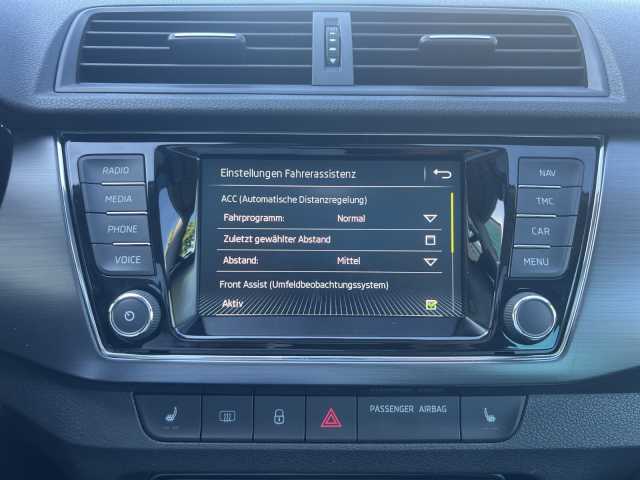 RADIO
MEDIA
PHONE
VOICE
Einstellungen Fahrerassistenz
ACC (Automatische Distanzregelung)
Fahrprogramm: Normal
Zuletzt gewählter Abstand
Abstand: Mittel
Front Assist (Umfeldbeobachtungssystem)
Aktiv
NAV
TMC
CAR
MENU
PASSENGER AIRBAG